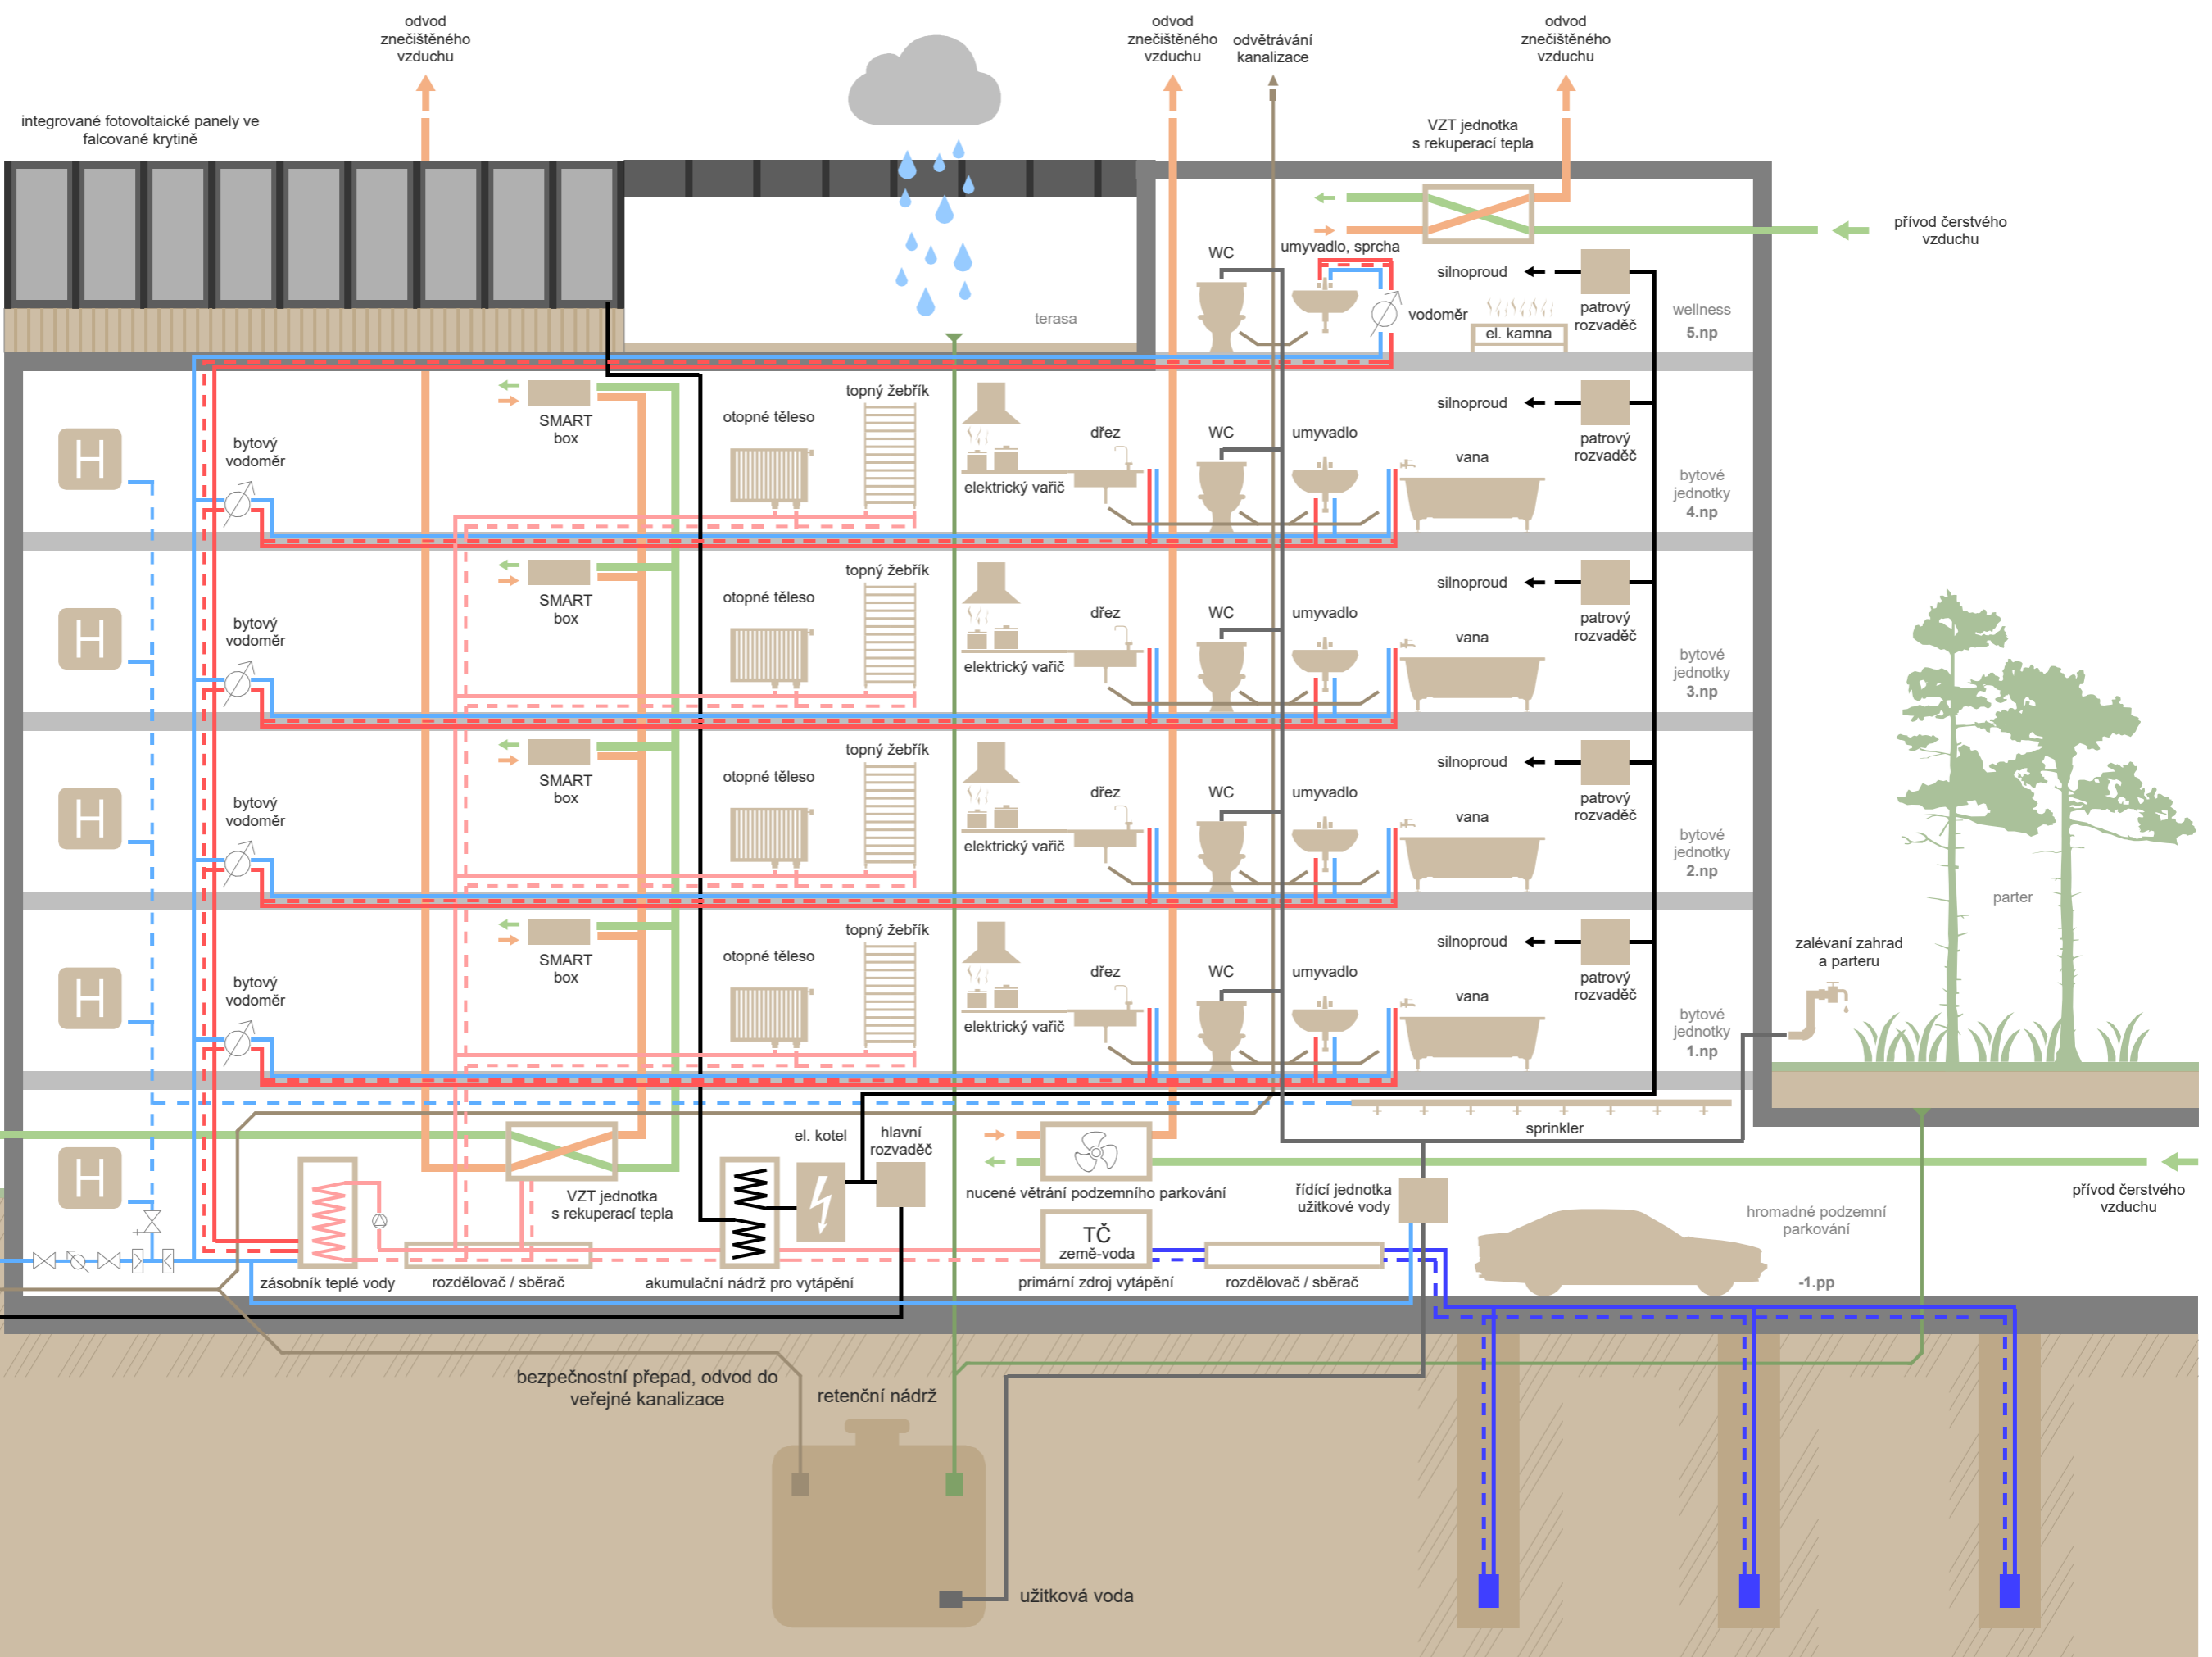 odvod
znečištěného
vzduchu
odvod
znečištěného
vzduchu
odvětrávání
kanalizace
odvod
znečištěného
vzduchu
integrované fotovoltaické panely ve
falcované krytině
VZT jednotka
s rekuperací tepla
přívod čerstvého
vzduchu
WC
umyvadlo, sprcha
silnoproud
patrový
rozvaděč
vodoměr
el. kamna
terasa
wellness
5.np
H
bytový
vodoměr
SMART
box
otopné těleso
topný žebřík
elektrický vařič
dřez
WC
umyvadlo
vana
silnoproud
patrový
rozvaděč
bytové
jednotky
4.np
H
bytový
vodoměr
SMART
box
otopné těleso
topný žebřík
elektrický vařič
dřez
WC
umyvadlo
vana
silnoproud
patrový
rozvaděč
bytové
jednotky
3.np
H
bytový
vodoměr
SMART
box
otopné těleso
topný žebřík
elektrický vařič
dřez
WC
umyvadlo
vana
silnoproud
patrový
rozvaděč
bytové
jednotky
2.np
parter
H
bytový
vodoměr
SMART
box
otopné těleso
topný žebřík
elektrický vařič
dřez
WC
umyvadlo
vana
silnoproud
patrový
rozvaděč
bytové
jednotky
1.np
zalévaní zahrad
a parteru
H
VZT jednotka
s rekuperací tepla
el. kotel
hlavní
rozvaděč
nucené větrání podzemního parkování
sprinkler
řídící jednotka
užitkové vody
přívod čerstvého
vzduchu
hromadné podzemní
parkování
-1.pp
TČ
země-voda
zásobník teplé vody
rozdělovač / sběrač
akumulační nádrž pro vytápění
primární zdroj vytápění
rozdělovač / sběrač
bezpečnostní přepad, odvod do
veřejné kanalizace
retenční nádrž
užitková voda